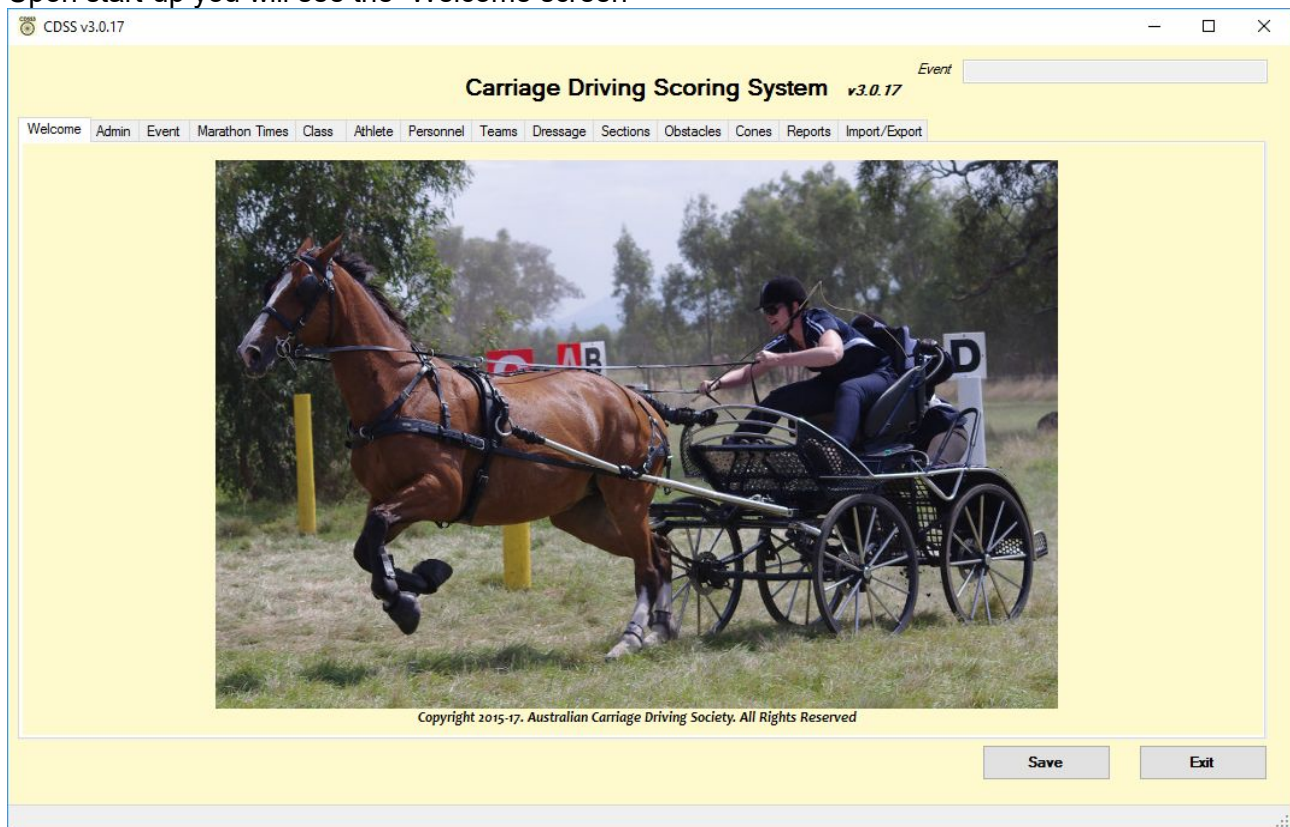 Upon start-up you will see the 'Welcome screen'
CDSS v3.0.17
Event
Carriage Driving Scoring System v3.0.17
Welcome Admin Event Marathon Times Class Athlete Personnel Teams Dressage Sections Obstacles Cones Reports Import/Export
A B
D
Copyright 2015-17. Australian Carriage Driving Society. All Rights Reserved
Save Exit